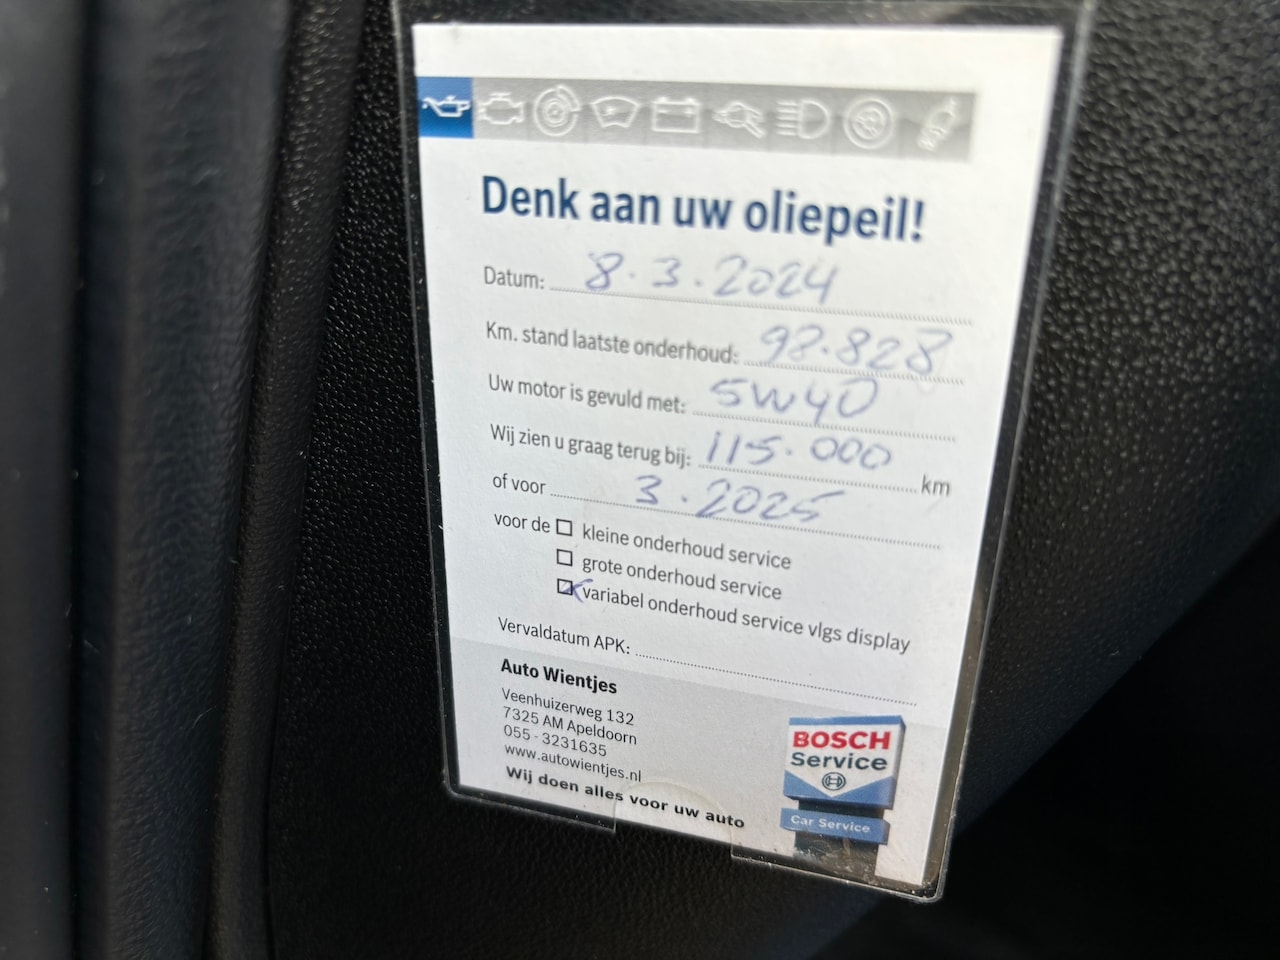 Denk aan uw oliepeil!
Datum: 8.3.2024
Km. stand laatste onderhoud: 98.828
Uw motor is gevuld met: 5W40
Wij zien u graag terug bij: 115.000 km
of voor 3.2025
voor de ☐ kleine onderhoud service
☐ grote onderhoud service
☒ variabel onderhoud service vlgs display
Vervaldatum APK:
Auto Wientjes
Veenhuizerweg 132
7325 AM Apeldoorn
055 - 3231635
www.autowientjes.nl
Wij doen alles voor uw auto
BOSCH
Service
Car Service